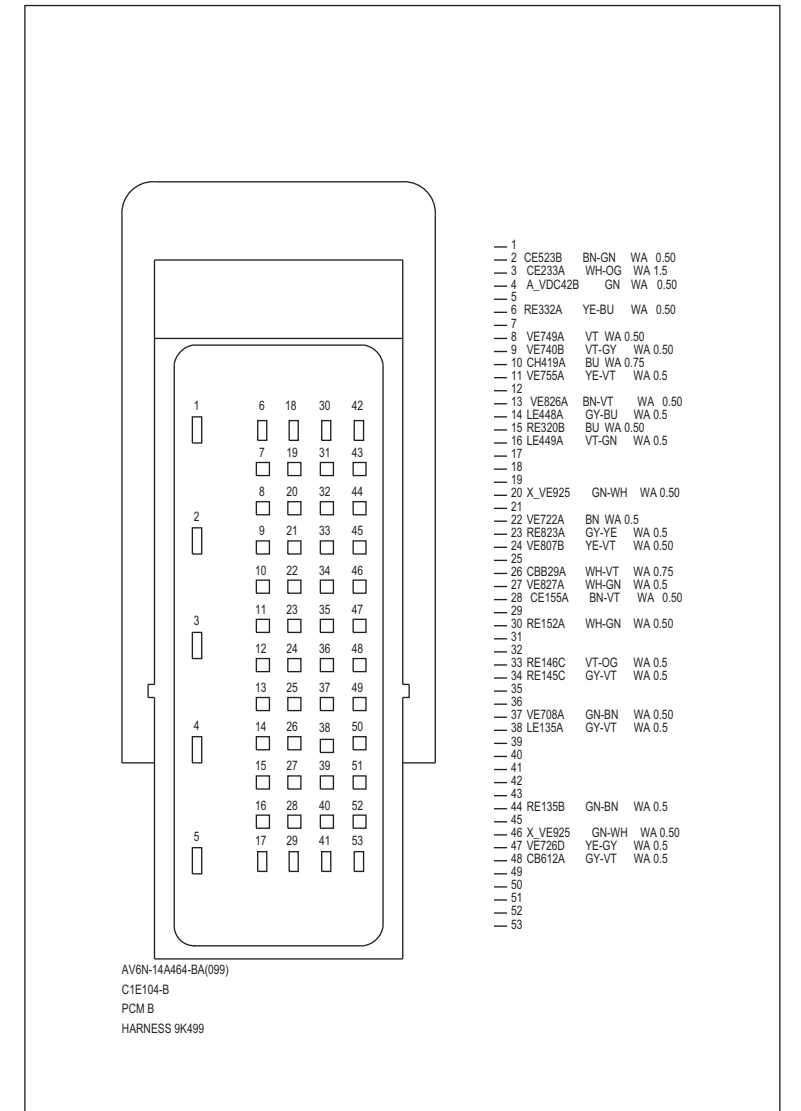 1 6 18 30 42
7 19 31 43
8 20 32 44
2
9 21 33 45
10 22 34 46
11 23 35 47
3
12 24 36 48
13 25 37 49
4 14 26 38 50
15 27 39 51
16 28 40 52
5 17 29 41 53
1
2 CE523B BN-GN WA 0.50
3 CE233A WH-OG WA 1.5
4 A_VDC42B GN WA 0.50
5
6 RE332A YE-BU WA 0.50
7
8 VE749A VT WA 0.50
9 VE740B VT-GY WA 0.50
10 CH419A BU WA 0.75
11 VE755A YE-VT WA 0.5
12
13 VE826A BN-VT WA 0.50
14 LE448A GY-BU WA 0.5
15 RE320B BU WA 0.50
16 LE449A VT-GN WA 0.5
17
18
19
20 X_VE925 GN-WH WA 0.50
21
22 VE722A BN WA 0.5
23 RE823A GY-YE WA 0.5
24 VE807B YE-VT WA 0.50
25
26 CBB29A WH-VT WA 0.75
27 VE827A WH-GN WA 0.5
28 CE155A BN-VT WA 0.50
29
30 RE152A WH-GN WA 0.50
31
32
33 RE146C VT-OG WA 0.5
34 RE145C GY-VT WA 0.5
35
36
37 VE708A GN-BN WA 0.50
38 LE135A GY-VT WA 0.5
39
40
41
42
43
44 RE135B GN-BN WA 0.5
45
46 X_VE925 GN-WH WA 0.50
47 VE726D YE-GY WA 0.5
48 CB612A GY-VT WA 0.5
49
50
51
52
53
AV6N-14A464-BA(099)
C1E104-B
PCM B
HARNESS 9K499